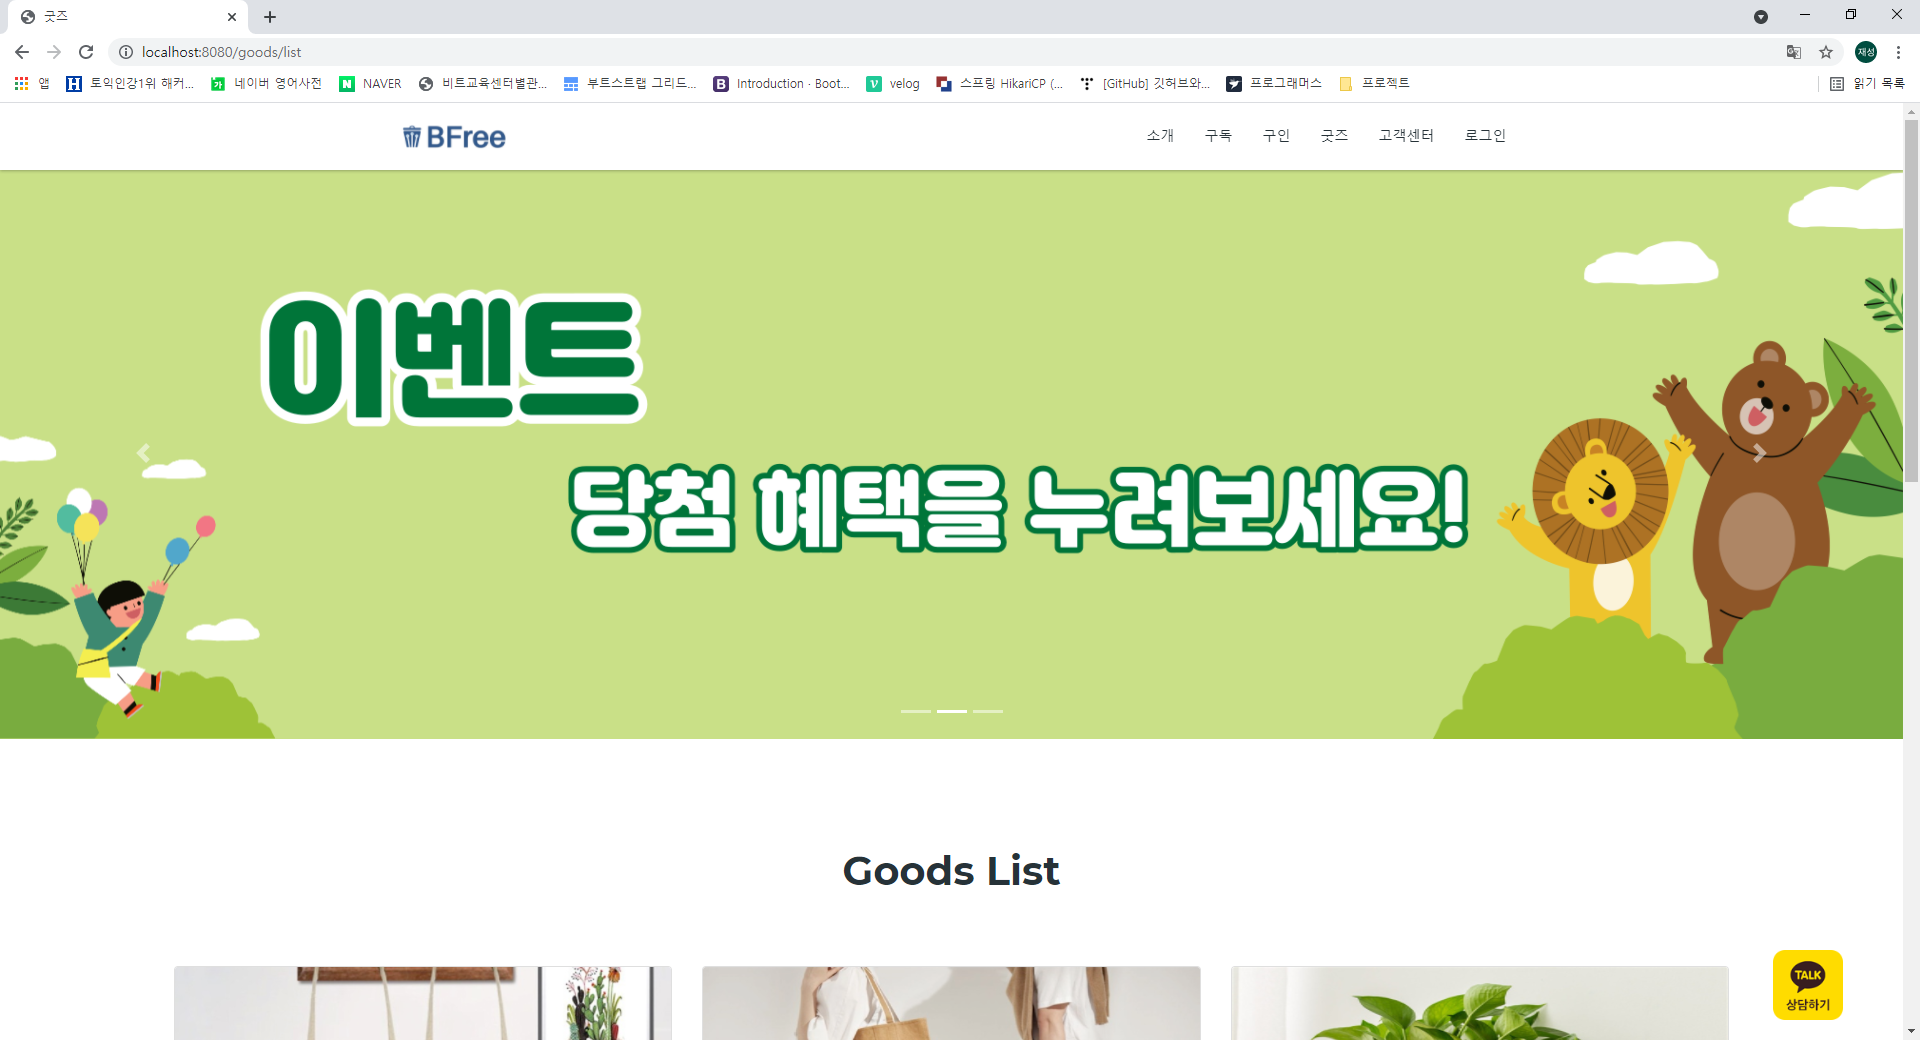 굿즈
localhost:8080/goods/list
재성
앱
토익인강1위 해커...
네이버 영어사전
NAVER
비트교육센터별관...
부트스트랩 그리드...
Introduction · Boot...
velog
스프링 HikariCP (...
[GitHub] 깃허브와...
프로그래머스
프로젝트
읽기 목록
BFree
소개
구독
구인
굿즈
고객센터
로그인
이벤트
당첨 혜택을 누려보세요!
Goods List
TALK
상담하기